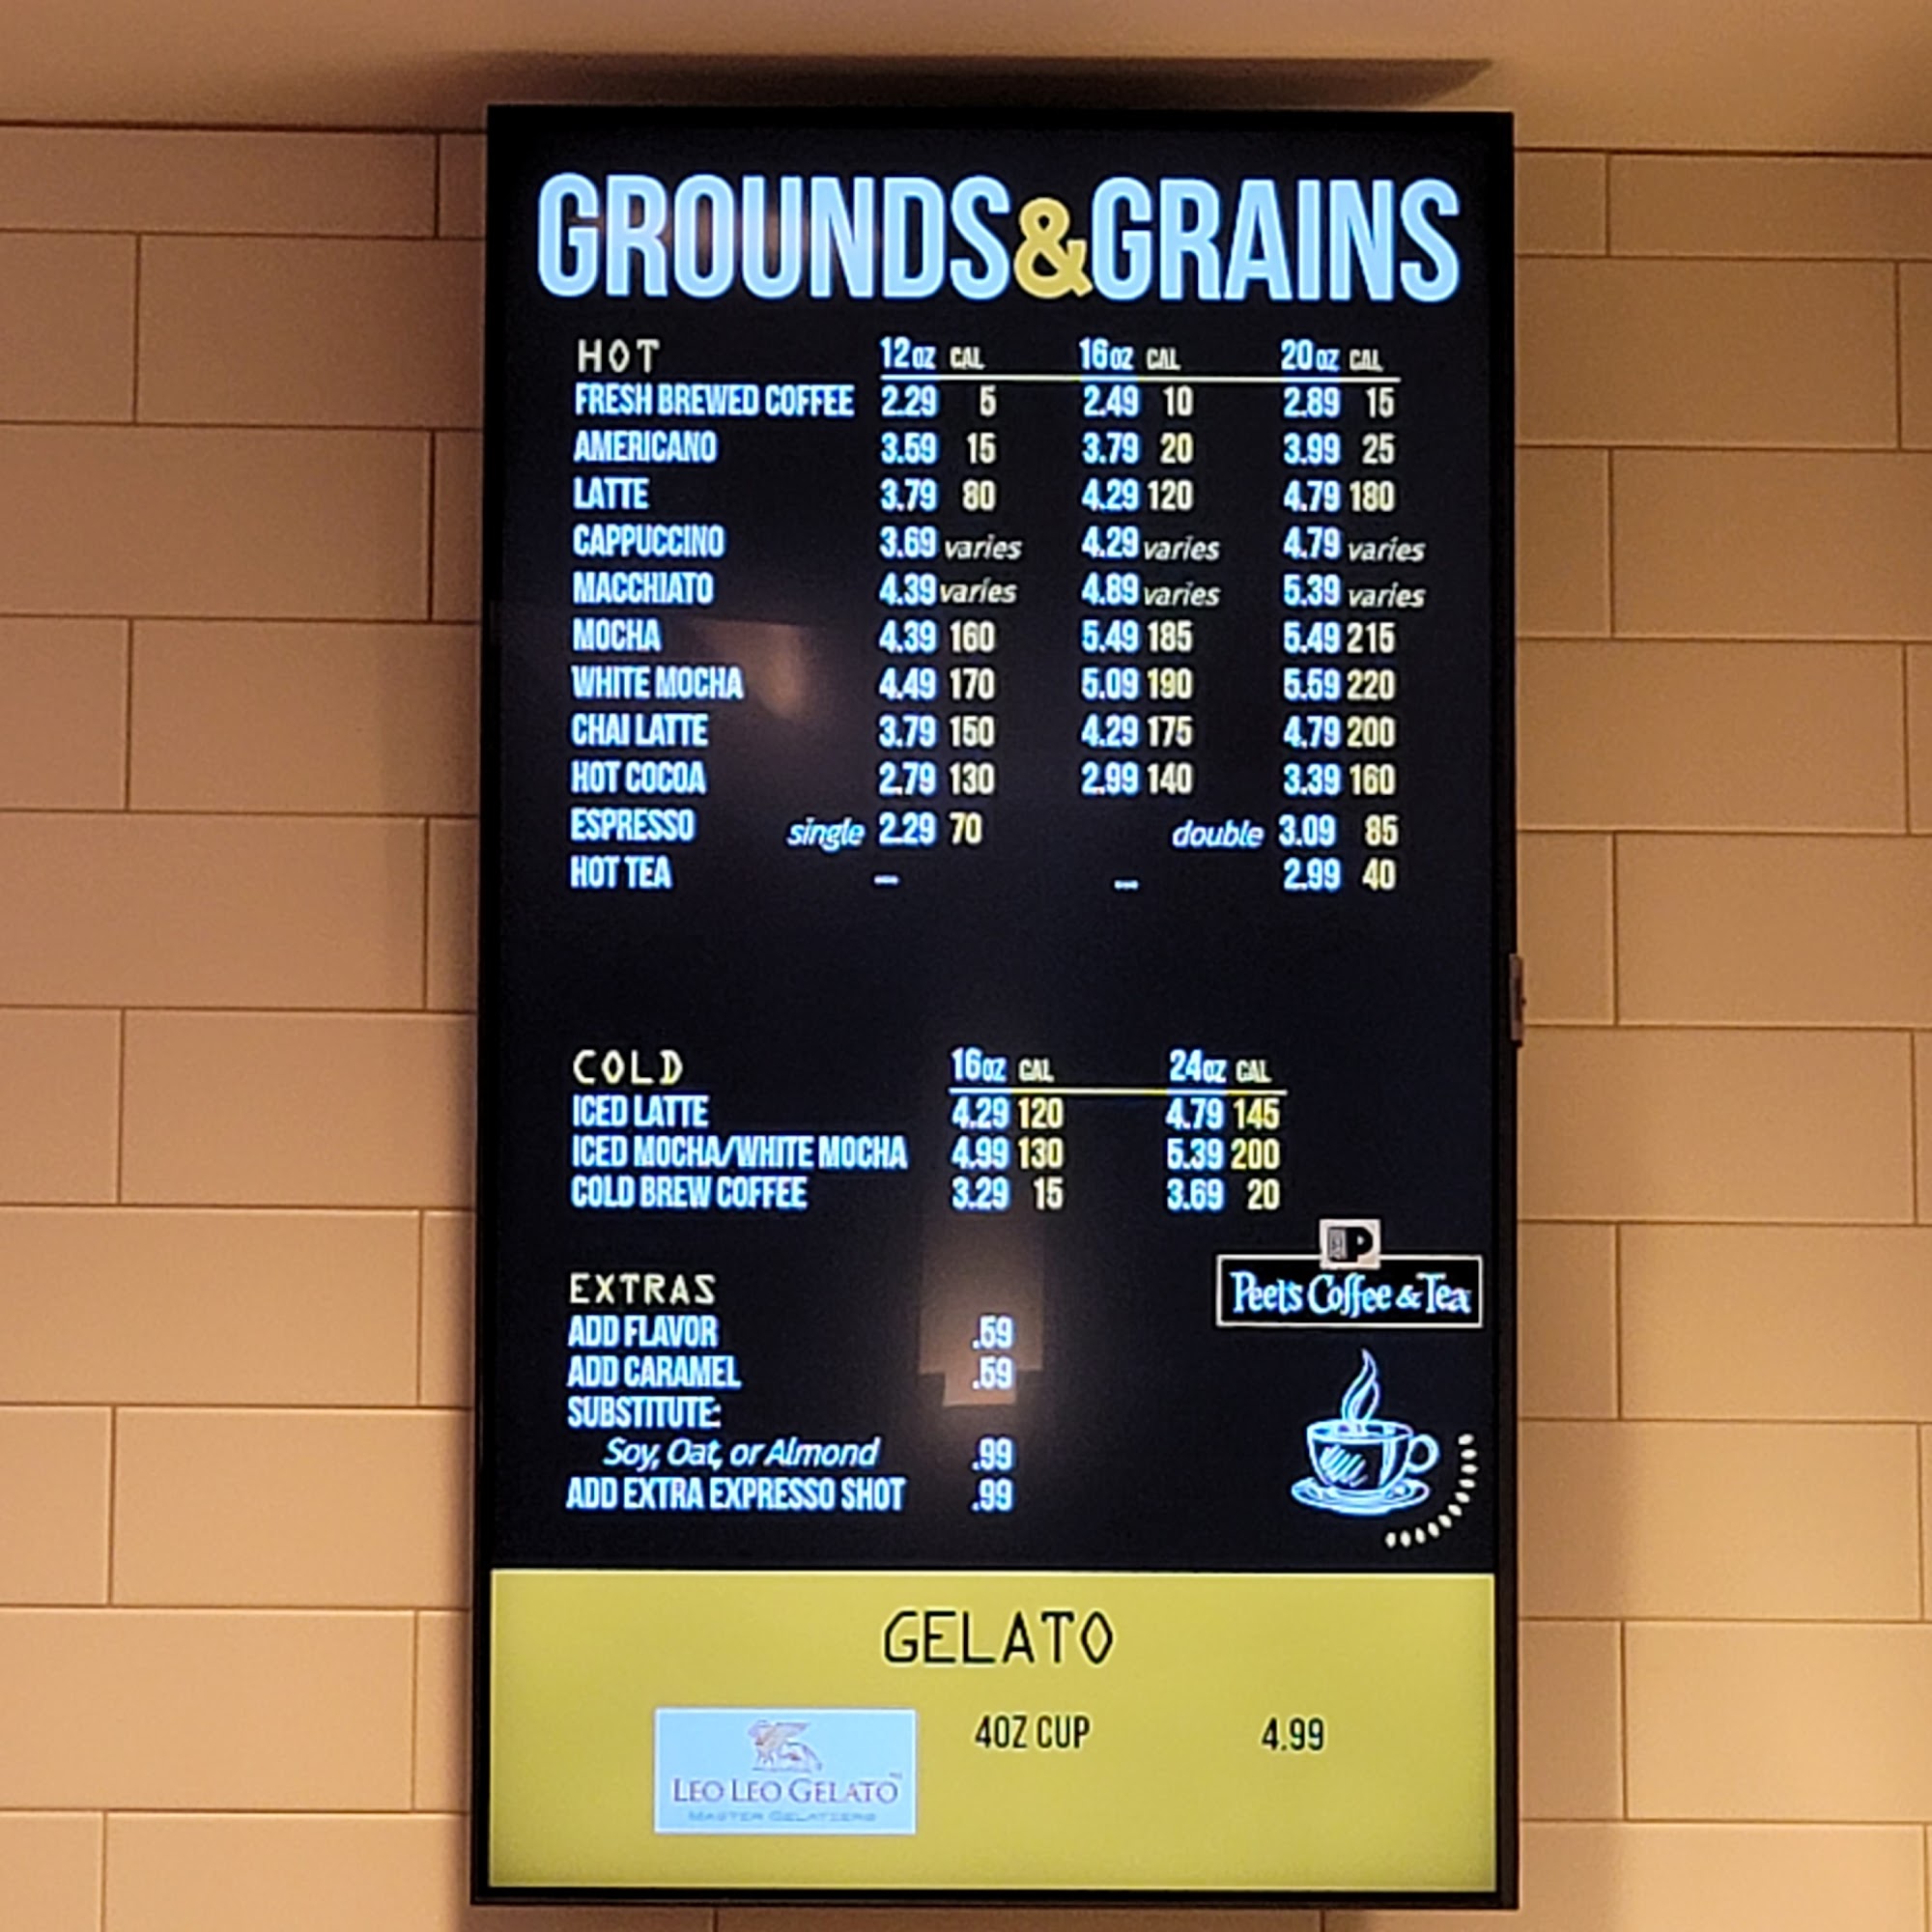 GROUNDS&GRAINS
HOT 12oz CAL 16oz CAL 20oz CAL
FRESH BREWED COFFEE 2.29 5 2.49 10 2.89 15
AMERICANO 3.59 15 3.79 20 3.99 25
LATTE 3.79 80 4.29 120 4.79 180
CAPPUCCINO 3.69 varies 4.29 varies 4.79 varies
MACCHIATO 4.39 varies 4.89 varies 5.39 varies
MOCHA 4.39 160 5.49 185 5.49 215
WHITE MOCHA 4.49 170 5.09 190 5.59 220
CHAI LATTE 3.79 150 4.29 175 4.79 200
HOT COCOA 2.79 130 2.99 140 3.39 160
ESPRESSO single 2.29 70 double 3.09 85
HOT TEA -- -- 2.99 40
COLD 16oz CAL 24oz CAL
ICED LATTE 4.29 120 4.79 145
ICED MOCHA/WHITE MOCHA 4.99 130 5.39 200
COLD BREW COFFEE 3.29 15 3.69 20
P
Peet's Coffee & Tea
EXTRAS
ADD FLAVOR .59
ADD CARAMEL .59
SUBSTITUTE:
Soy, Oat, or Almond .99
ADD EXTRA EXPRESSO SHOT .99
GELATO
4OZ CUP 4.99
LEO LEO GELATO™
MASTER GELATIERS